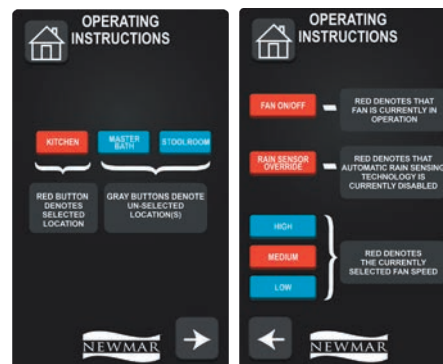 OPERATING
INSTRUCTIONS
KITCHEN
MASTER
BATH
STOOLROOM
RED BUTTON
DENOTES
SELECTED
LOCATION
GRAY BUTTONS DENOTE
UN-SELECTED
LOCATION(S)
NEWMAR
OPERATING
INSTRUCTIONS
FAN ON/OFF
RED DENOTES THAT
FAN IS CURRENTLY IN
OPERATION
RAIN SENSOR
OVERRIDE
RED DENOTES THAT
AUTOMATIC RAIN SENSING
TECHNOLOGY IS
CURRENTLY DISABLED
HIGH
MEDIUM
LOW
RED DENOTES
THE CURRENTLY
SELECTED FAN SPEED
NEWMAR